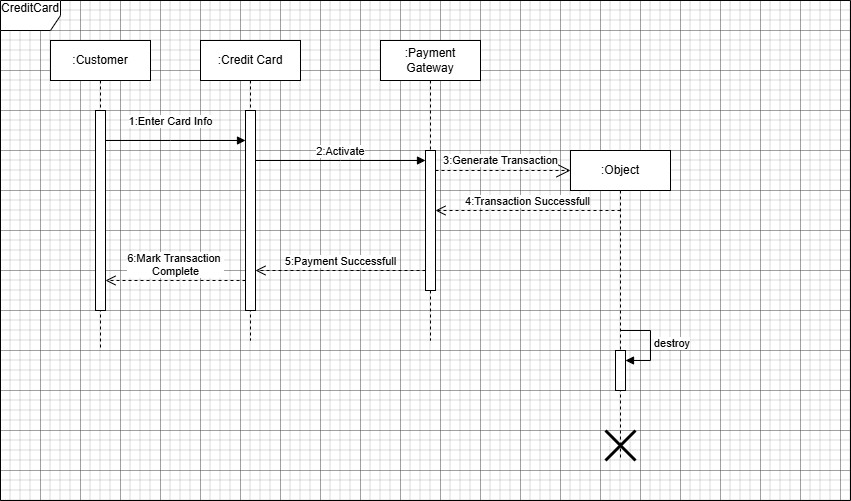 CreditCard
:Customer
:Credit Card
:Payment
Gateway
1:Enter Card Info
2:Activate
3:Generate Transaction
:Object
4:Transaction Successfull
5:Payment Successfull
6:Mark Transaction
Complete
destroy